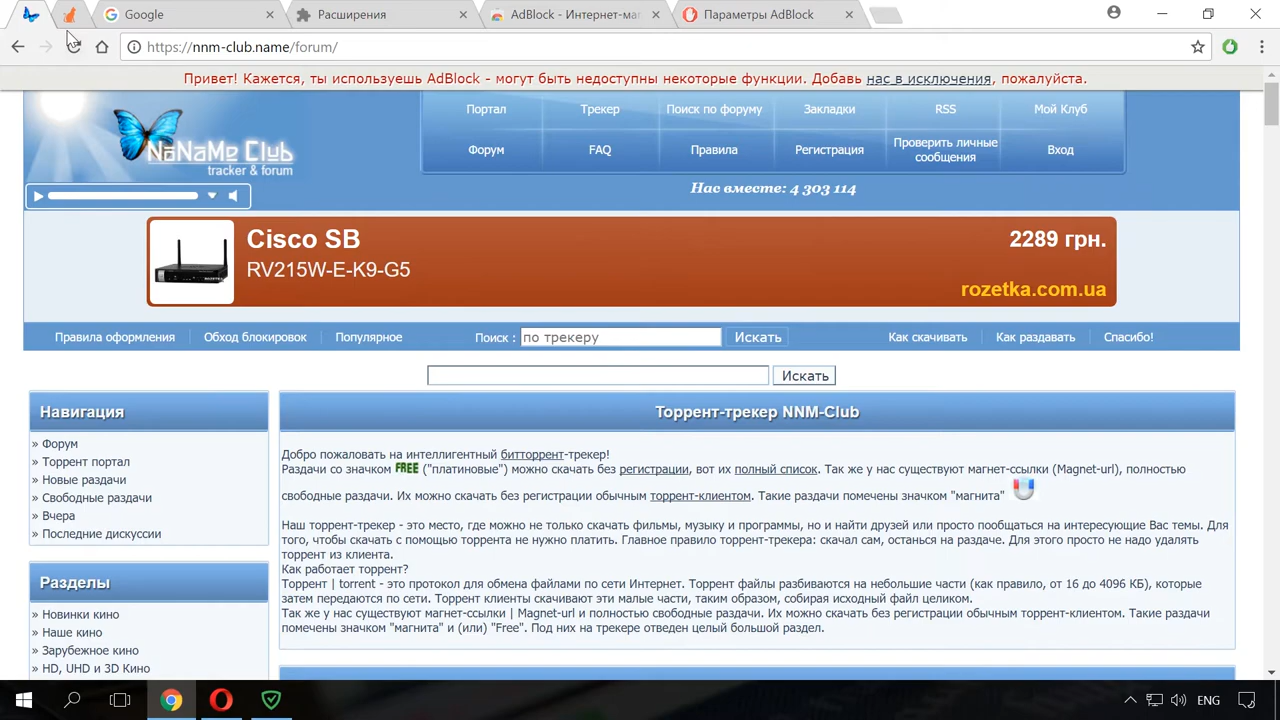 Google
Расширения
AdBlock - Интернет-маг
Параметры AdBlock
https://nnm-club.name/forum/
Привет! Кажется, ты используешь AdBlock - могут быть недоступны некоторые функции. Добавь нас в исключения, пожалуйста.
NaNaMe Club
tracker & forum
Портал Трекер Поиск по форуму Закладки RSS Мой Клуб
Форум FAQ Правила Регистрация Проверить личные сообщения Вход
Нас вместе: 4 303 114
Cisco SB
RV215W-E-K9-G5
2289 грн.
rozetka.com.ua
Правила оформления Обход блокировок Популярное Поиск : по трекеру Искать Как скачивать Как раздавать Спасибо!
Искать
Навигация
» Форум
» Торрент портал
» Новые раздачи
» Свободные раздачи
» Вчера
» Последние дискуссии
Разделы
» Новинки кино
» Наше кино
» Зарубежное кино
» HD, UHD и 3D Кино
Торрент-трекер NNM-Club
Добро пожаловать на интеллигентный битторрент-трекер!
Раздачи со значком FREE ("платиновые") можно скачать без регистрации, вот их полный список. Так же у нас существуют магнет-ссылки (Magnet-url), полностью
свободные раздачи. Их можно скачать без регистрации обычным торрент-клиентом. Такие раздачи помечены значком "магнита"
Наш торрент-трекер - это место, где можно не только скачать фильмы, музыку и программы, но и найти друзей или просто пообщаться на интересующие Вас темы. Для
того, чтобы скачать с помощью торрента не нужно платить. Главное правило торрент-трекера: скачал сам, останься на раздаче. Для этого просто не надо удалять
торрент из клиента.
Как работает торрент?
Торрент | torrent - это протокол для обмена файлами по сети Интернет. Торрент файлы разбиваются на небольшие части (как правило, от 16 до 4096 КБ), которые
затем передаются по сети. Торрент клиенты скачивают эти малые части, таким образом, собирая исходный файл целиком.
Так же у нас существуют магнет-ссылки | Magnet-url и полностью свободные раздачи. Их можно скачать без регистрации обычным торрент-клиентом. Такие раздачи
помечены значком "магнита" и (или) "Free". Под них на трекере отведен целый большой раздел.
ENG